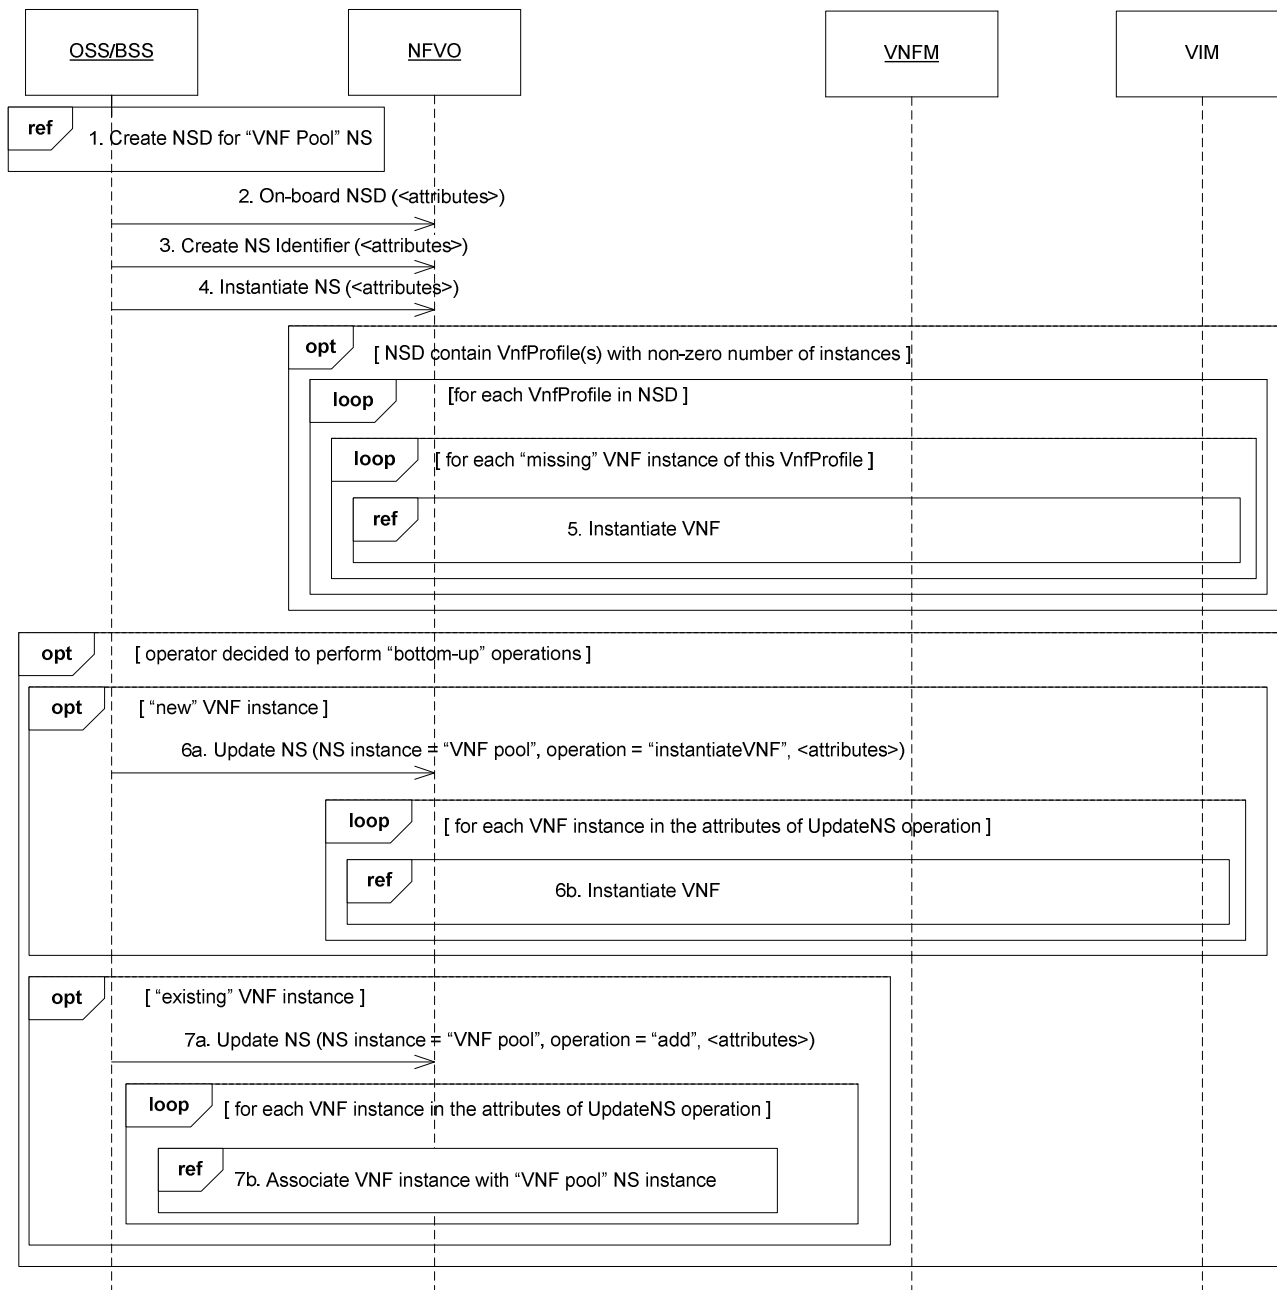 OSS/BSS
NFVO
VNFM
VIM
ref
1. Create NSD for “VNF Pool” NS
2. On-board NSD (<attributes>)
3. Create NS Identifier (<attributes>)
4. Instantiate NS (<attributes>)
opt
[ NSD contain VnfProfile(s) with non-zero number of instances ]
loop
[for each VnfProfile in NSD ]
loop
[ for each “missing” VNF instance of this VnfProfile ]
ref
5. Instantiate VNF
opt
[ operator decided to perform “bottom-up” operations ]
opt
[ “new” VNF instance ]
6a. Update NS (NS instance = “VNF pool”, operation = “instantiateVNF”, <attributes>)
loop
[ for each VNF instance in the attributes of UpdateNS operation ]
ref
6b. Instantiate VNF
opt
[ “existing” VNF instance ]
7a. Update NS (NS instance = “VNF pool”, operation = “add”, <attributes>)
loop
[ for each VNF instance in the attributes of UpdateNS operation ]
ref
7b. Associate VNF instance with “VNF pool” NS instance